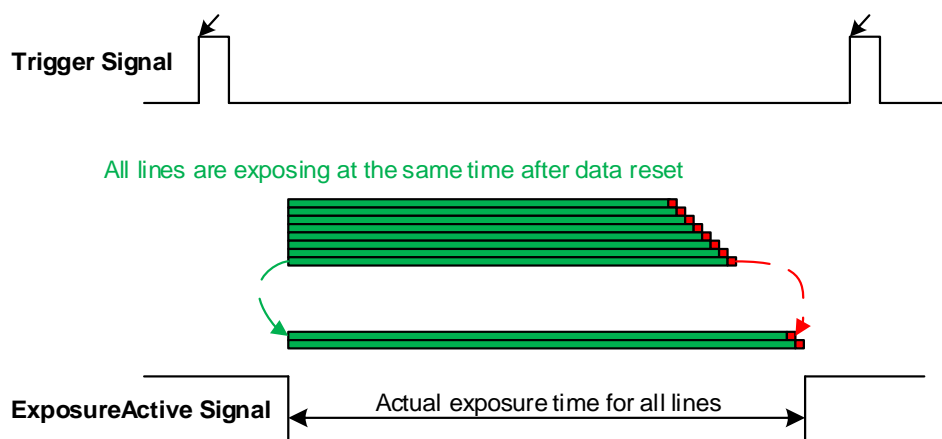 Trigger Signal
All lines are exposing at the same time after data reset
Actual exposure time for all lines
ExposureActive Signal